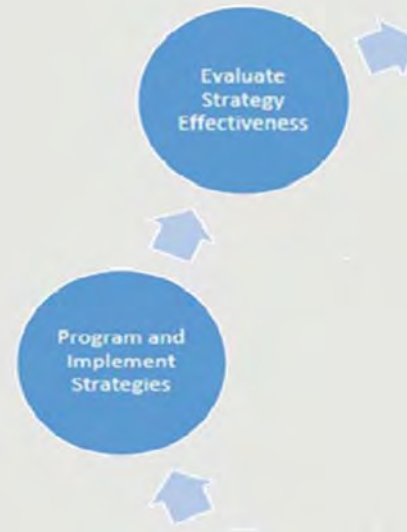 Evaluate
Strategy
Effectiveness
Program and
Implement
Strategies